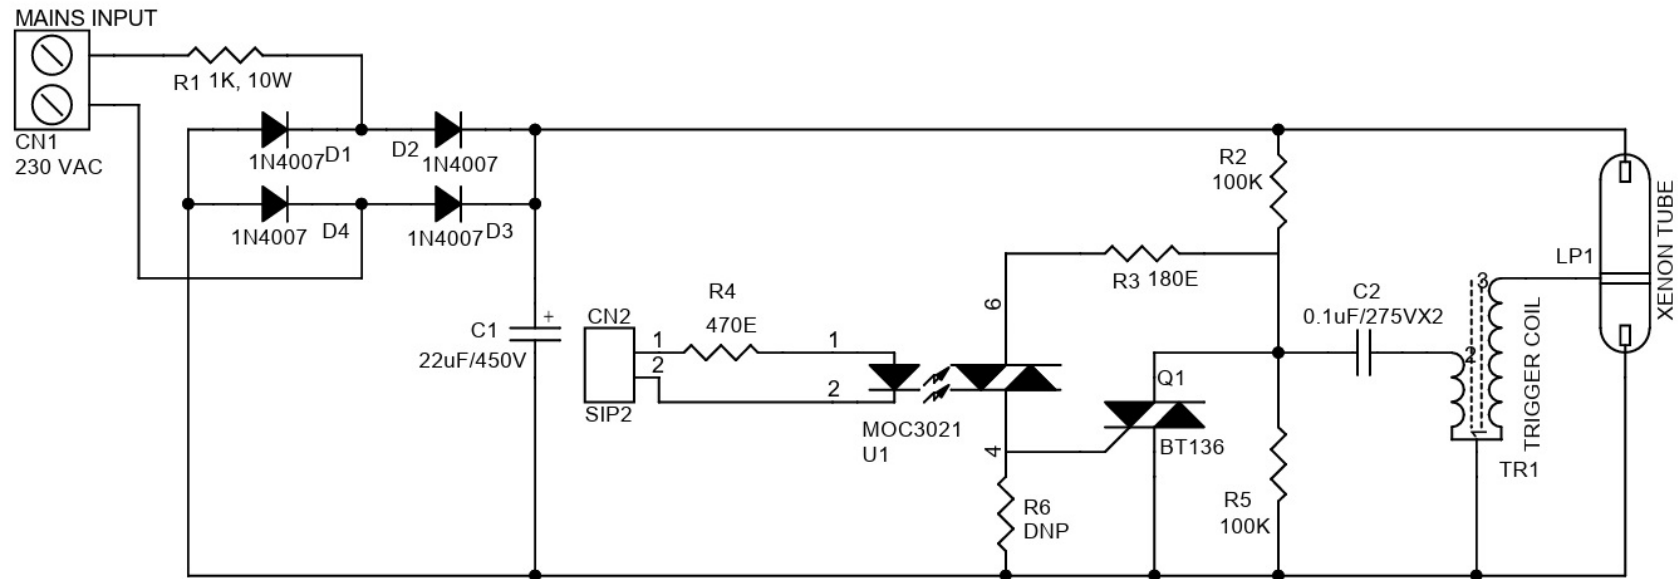 MAINS INPUT
R1 1K, 10W
CN1
230 VAC
1N4007 D1
D2 1N4007
1N4007 D4
1N4007 D3
R2
100K
R3 180E
LP1
XENON TUBE
C1
22uF/450V
+
CN2
SIP2
1
2
R4
470E
1
2
MOC3021
U1
6
4
Q1
BT136
R6
DNP
R5
100K
C2
0.1uF/275VX2
2
3
1
TRIGGER COIL
TR1